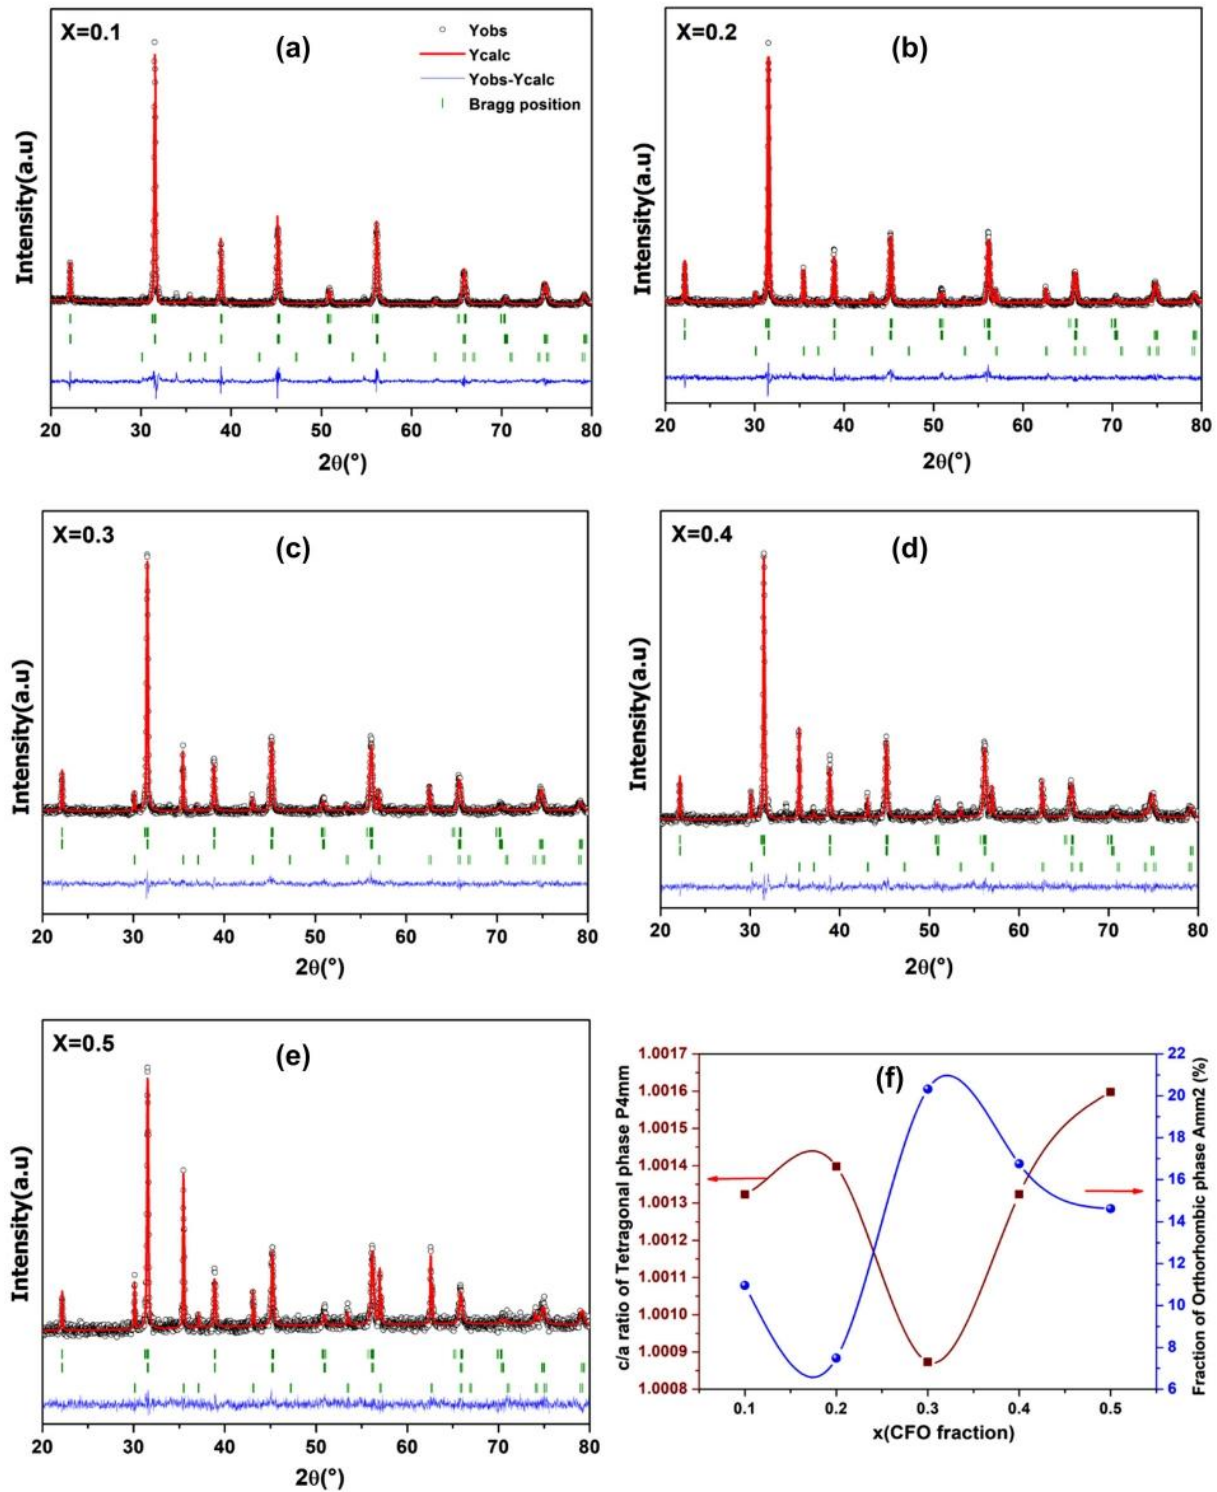 X=0.1
(a)
Yobs
Ycalc
Yobs-Ycalc
Bragg position
Intensity(a.u)
20 30 40 50 60 70 80
2θ(°)
X=0.2
(b)
Intensity(a.u)
20 30 40 50 60 70 80
2θ(°)
X=0.3
(c)
Intensity(a.u)
20 30 40 50 60 70 80
2θ(°)
X=0.4
(d)
Intensity(a.u)
20 30 40 50 60 70 80
2θ(°)
X=0.5
(e)
Intensity(a.u)
20 30 40 50 60 70 80
2θ(°)
(f)
c/a ratio of Tetragonal phase P4mm
1.0017
1.0016
1.0015
1.0014
1.0013
1.0012
1.0011
1.0010
1.0009
1.0008
22
20
18
16
14
12
10
8
6
Fraction of Orthorhombic phase Amm2 (%)
0.1 0.2 0.3 0.4 0.5
x(CFO fraction)